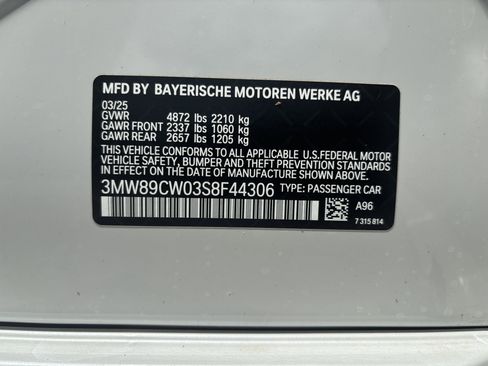 MFD BY BAYERISCHE MOTOREN WERKE AG
03/25
GVWR 4872 lbs 2210 kg
GAWR FRONT 2337 lbs 1060 kg
GAWR REAR 2657 lbs 1205 kg
THIS VEHICLE CONFORMS TO ALL APPLICABLE U.S.FEDERAL MOTOR
VEHICLE SAFETY, BUMPER AND THEFT PREVENTION STANDARDS IN
EFFECT ON THE DATE OF MANUFACTURE SHOWN ABOVE.
3MW89CW03S8F44306 TYPE: PASSENGER CAR
A96
7 315 814